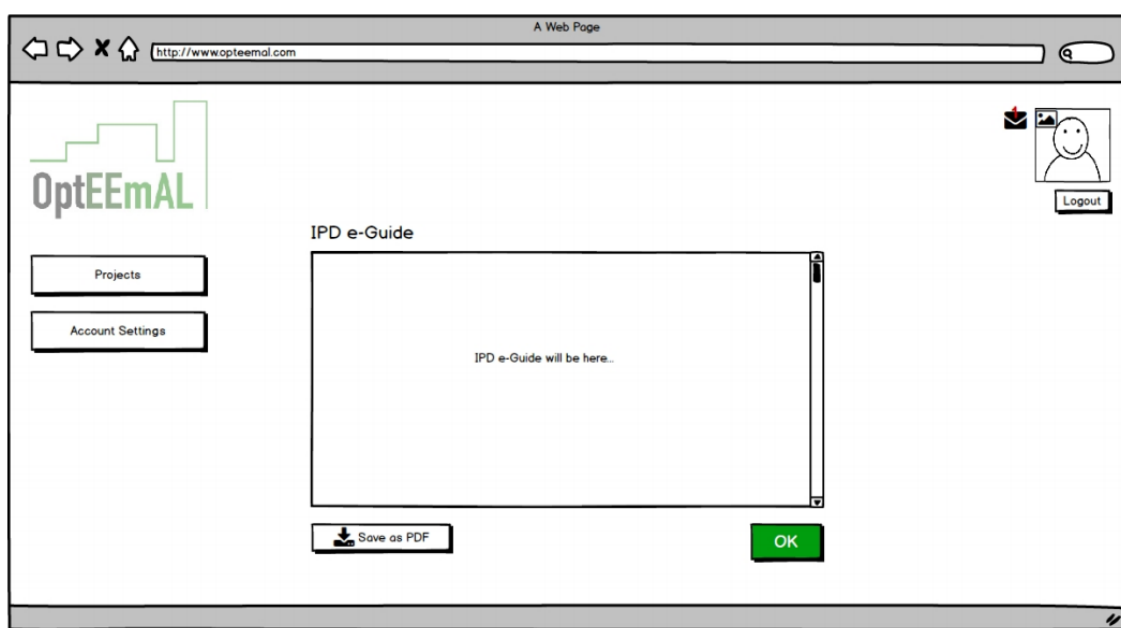 A Web Page
http://www.opteemal.com
1
OptEEmAL
Logout
IPD e-Guide
Projects
Account Settings
IPD e-Guide will be here...
Save as PDF
OK